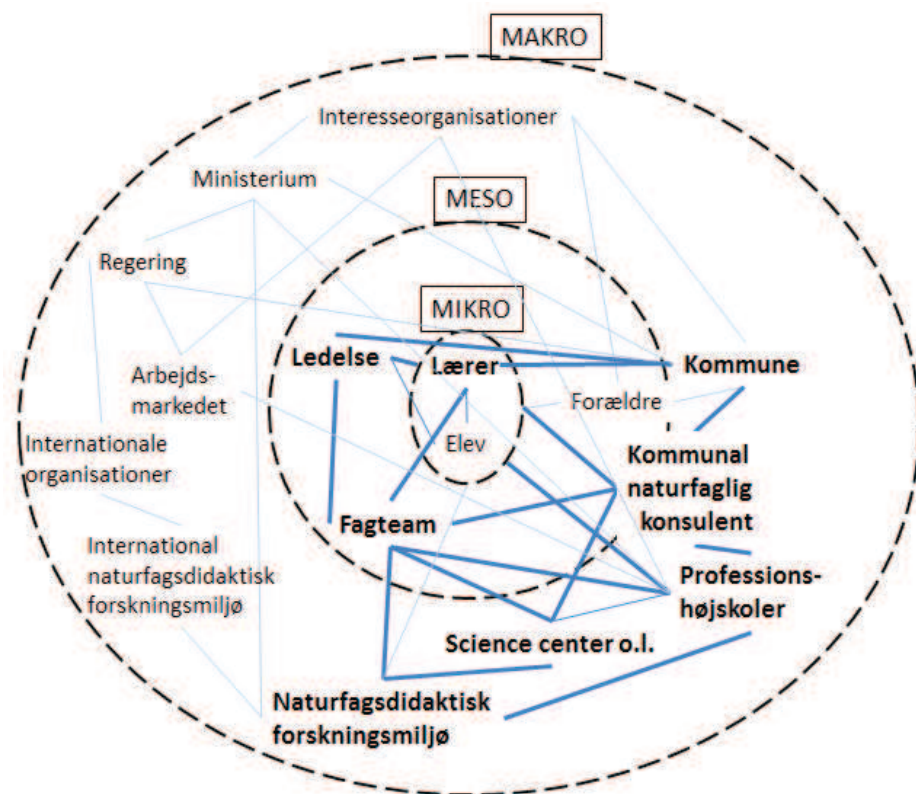 MAKRO
Interesseorganisationer
Ministerium
MESO
Regering
MIKRO
Ledelse
Lærer
Kommune
Arbejds-
markedet
Forældre
Internationale
organisationer
Elev
Kommunal
naturfaglig
konsulent
Fagteam
International
naturfagsdidaktisk
forskningsmiljø
Professions-
højskoler
Science center o.l.
Naturfagsdidaktisk
forskningsmiljø